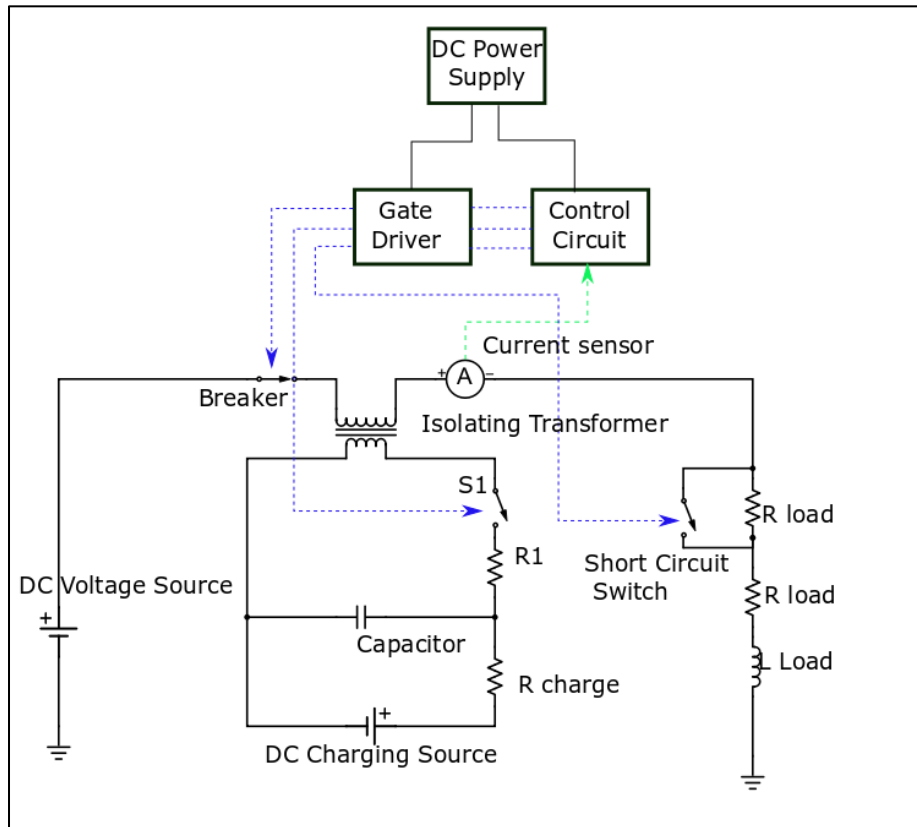 DC Power
Supply
Gate
Driver
Control
Circuit
Current sensor
+
A
−
Breaker
Isolating Transformer
S1
R load
R1
Short Circuit
Switch
DC Voltage Source
+
R load
Capacitor
L Load
R charge
+
DC Charging Source